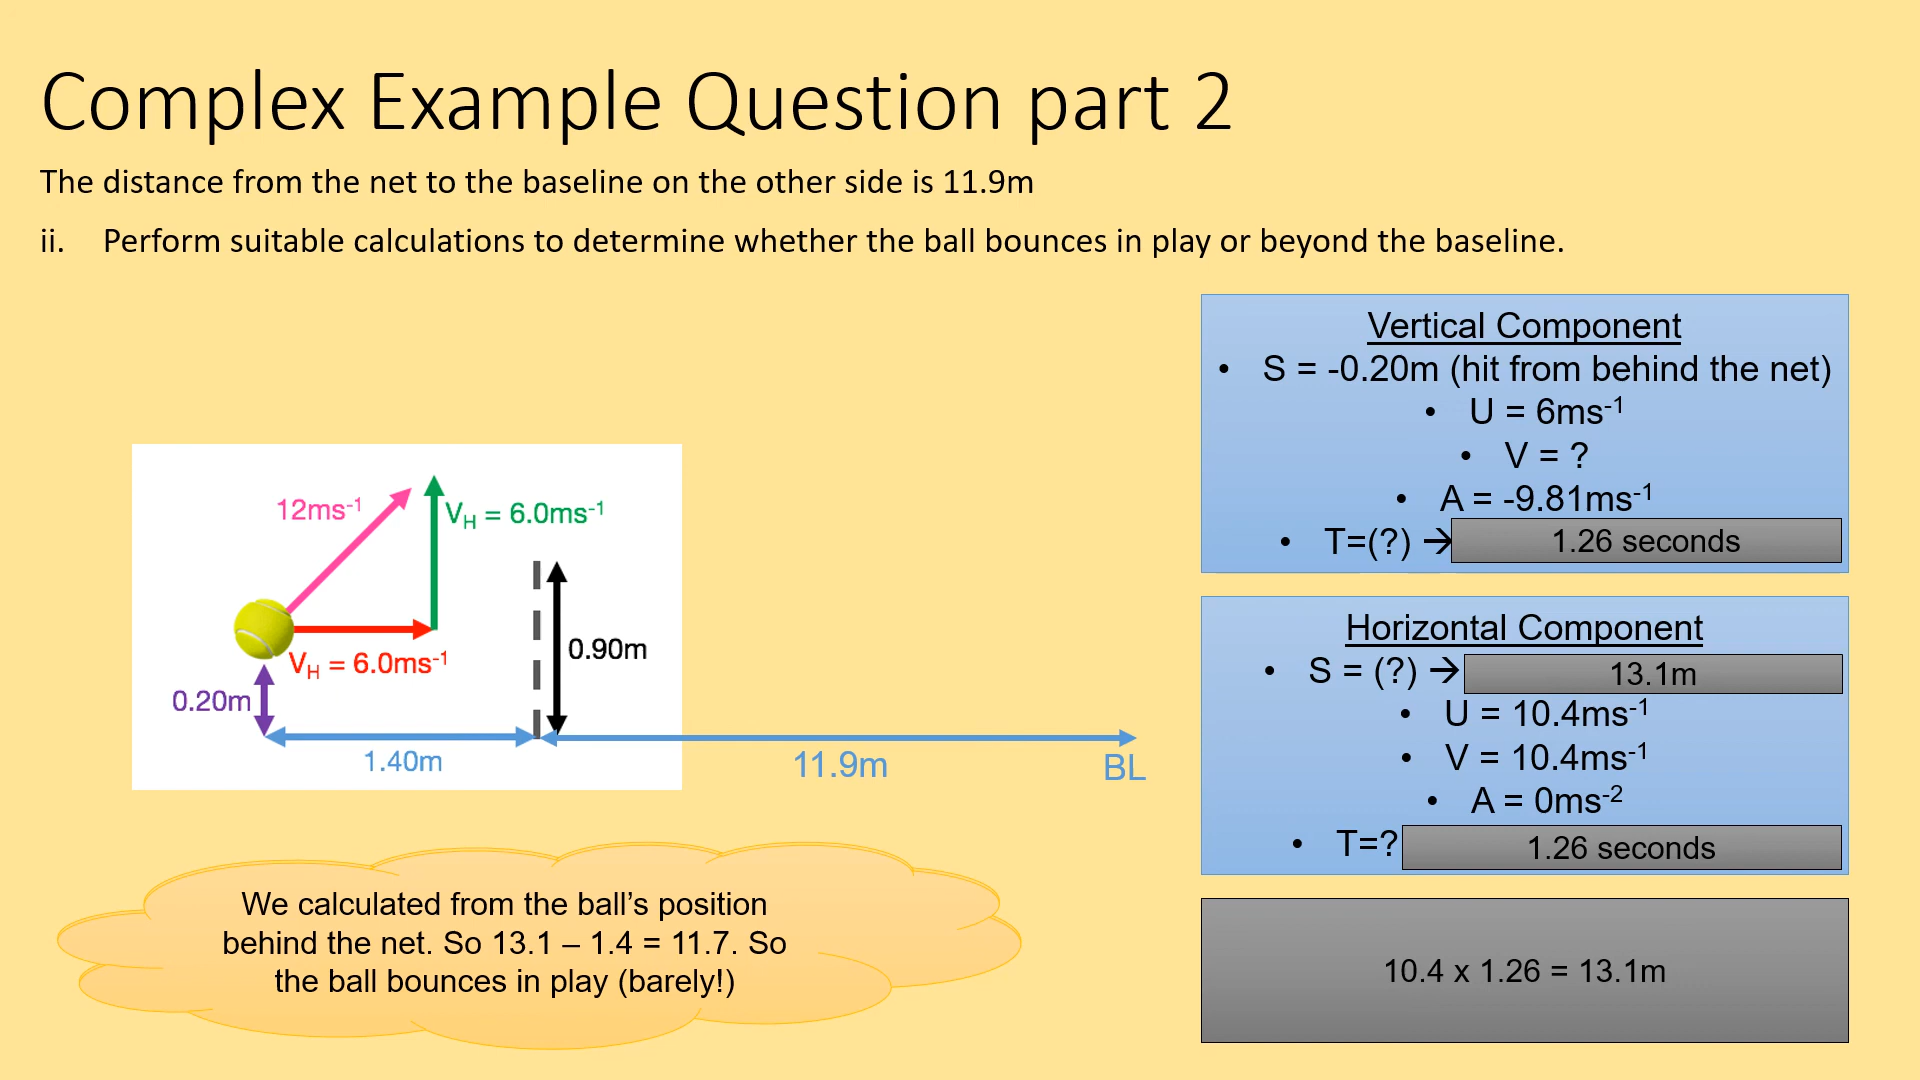 Complex Example Question part 2
The distance from the net to the baseline on the other side is 11.9m
ii. Perform suitable calculations to determine whether the ball bounces in play or beyond the baseline.
12ms-1
VH = 6.0ms-1
VH = 6.0ms-1
0.20m
0.90m
1.40m
11.9m
BL
We calculated from the ball’s position
behind the net. So 13.1 – 1.4 = 11.7. So
the ball bounces in play (barely!)
Vertical Component
• S = -0.20m (hit from behind the net)
• U = 6ms-1
• V = ?
• A = -9.81ms-1
• T=(?) → 1.26 seconds
Horizontal Component
• S = (?) → 13.1m
• U = 10.4ms-1
• V = 10.4ms-1
• A = 0ms-2
• T=? 1.26 seconds
10.4 x 1.26 = 13.1m